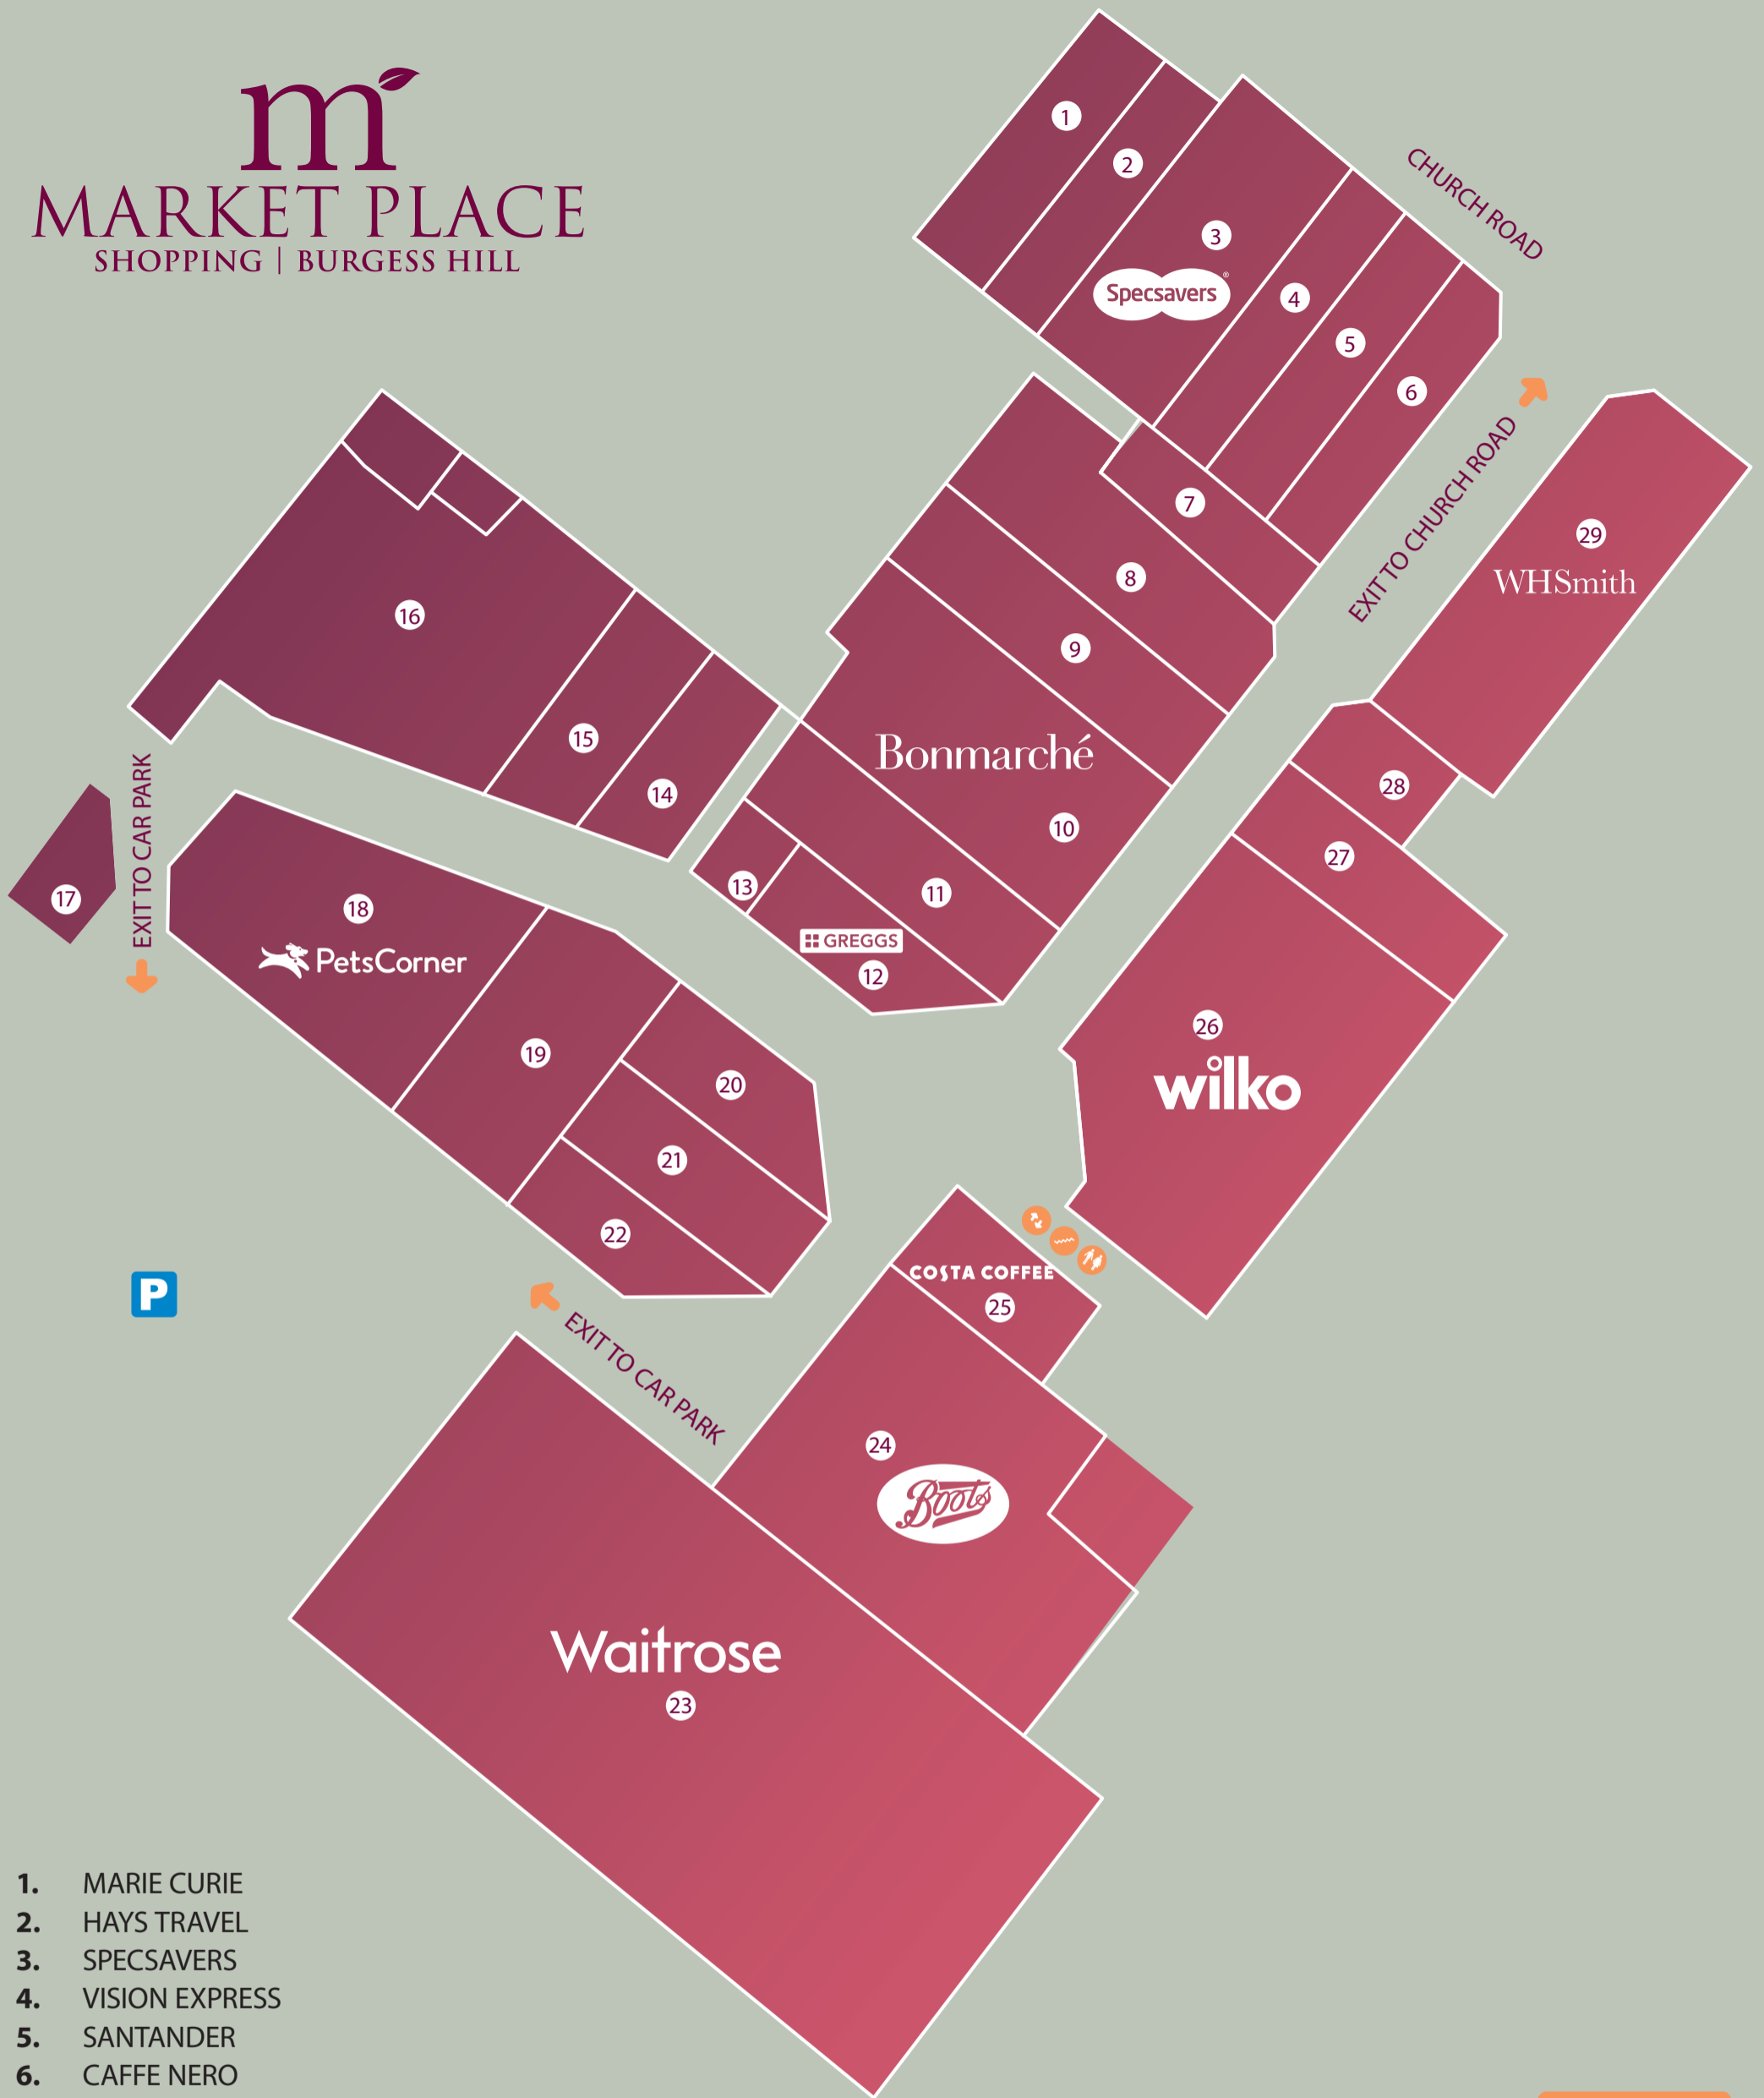 m
MARKET PLACE
SHOPPING | BURGESS HILL
CHURCH ROAD
1
2
3
Specsavers®
4
5
6
EXIT TO CHURCH ROAD
7
8
9
Bonmarché
10
11
13
GREGGS
12
16
15
14
17
EXIT TO CAR PARK
18
PetsCorner
19
20
21
22
29
WHSmith
28
27
26
wilko
COSTA COFFEE
25
P
EXIT TO CAR PARK
24
Boots
Waitrose
23
1. MARIE CURIE
2. HAYS TRAVEL
3. SPECSAVERS
4. VISION EXPRESS
5. SANTANDER
6. CAFFE NERO